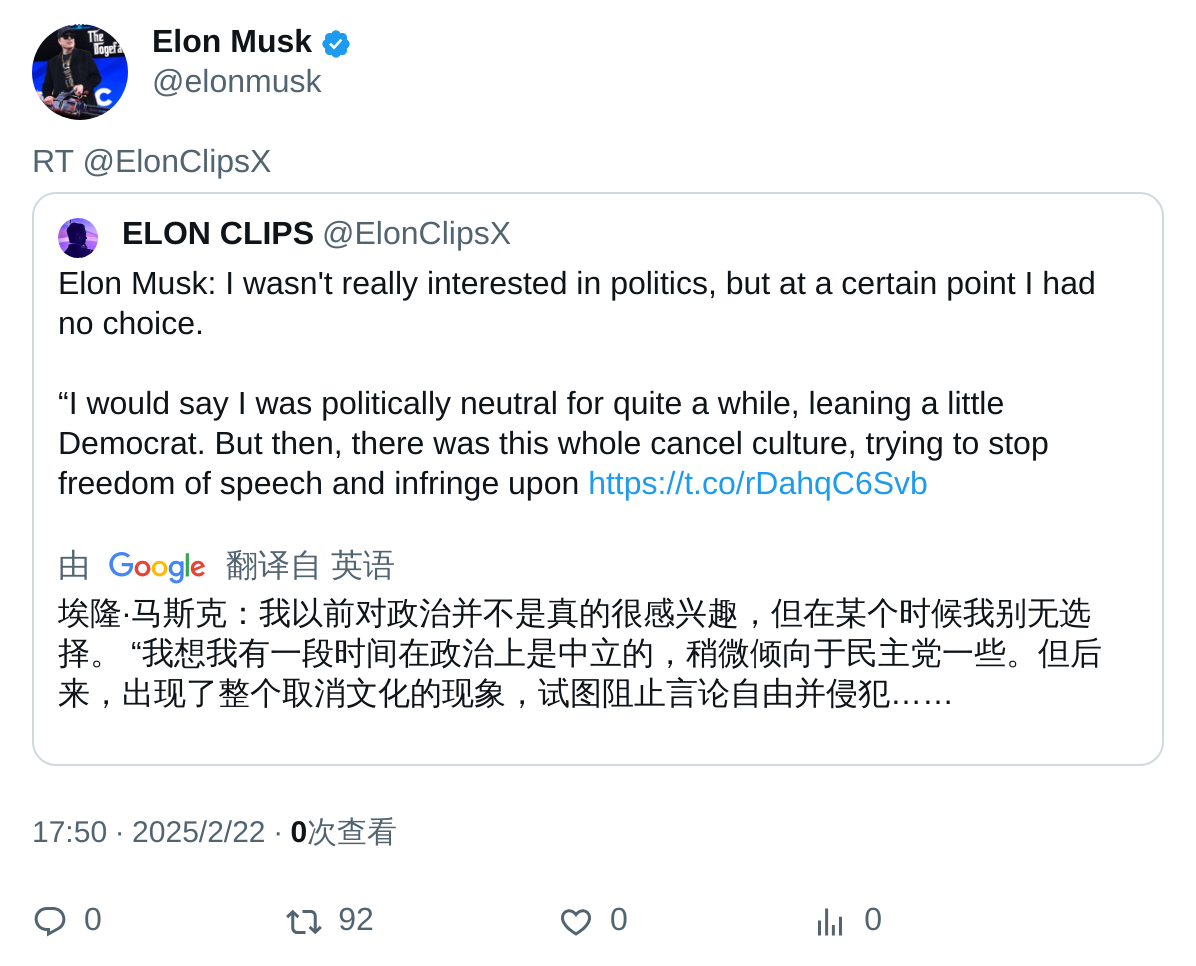 The
Dogefa
C
Elon Musk
@elonmusk
RT @ElonClipsX
ELON CLIPS @ElonClipsX
Elon Musk: I wasn't really interested in politics, but at a certain point I had
no choice.
“I would say I was politically neutral for quite a while, leaning a little
Democrat. But then, there was this whole cancel culture, trying to stop
freedom of speech and infringe upon https://t.co/rDahqC6Svb
由 Google 翻译自 英语
埃隆·马斯克：我以前对政治并不是真的很感兴趣，但在某个时候我别无选
择。 “我想我有一段时间在政治上是中立的，稍微倾向于民主党一些。但后
来，出现了整个取消文化的现象，试图阻止言论自由并侵犯……
17:50 · 2025/2/22 · 0次查看
0 92 0 0